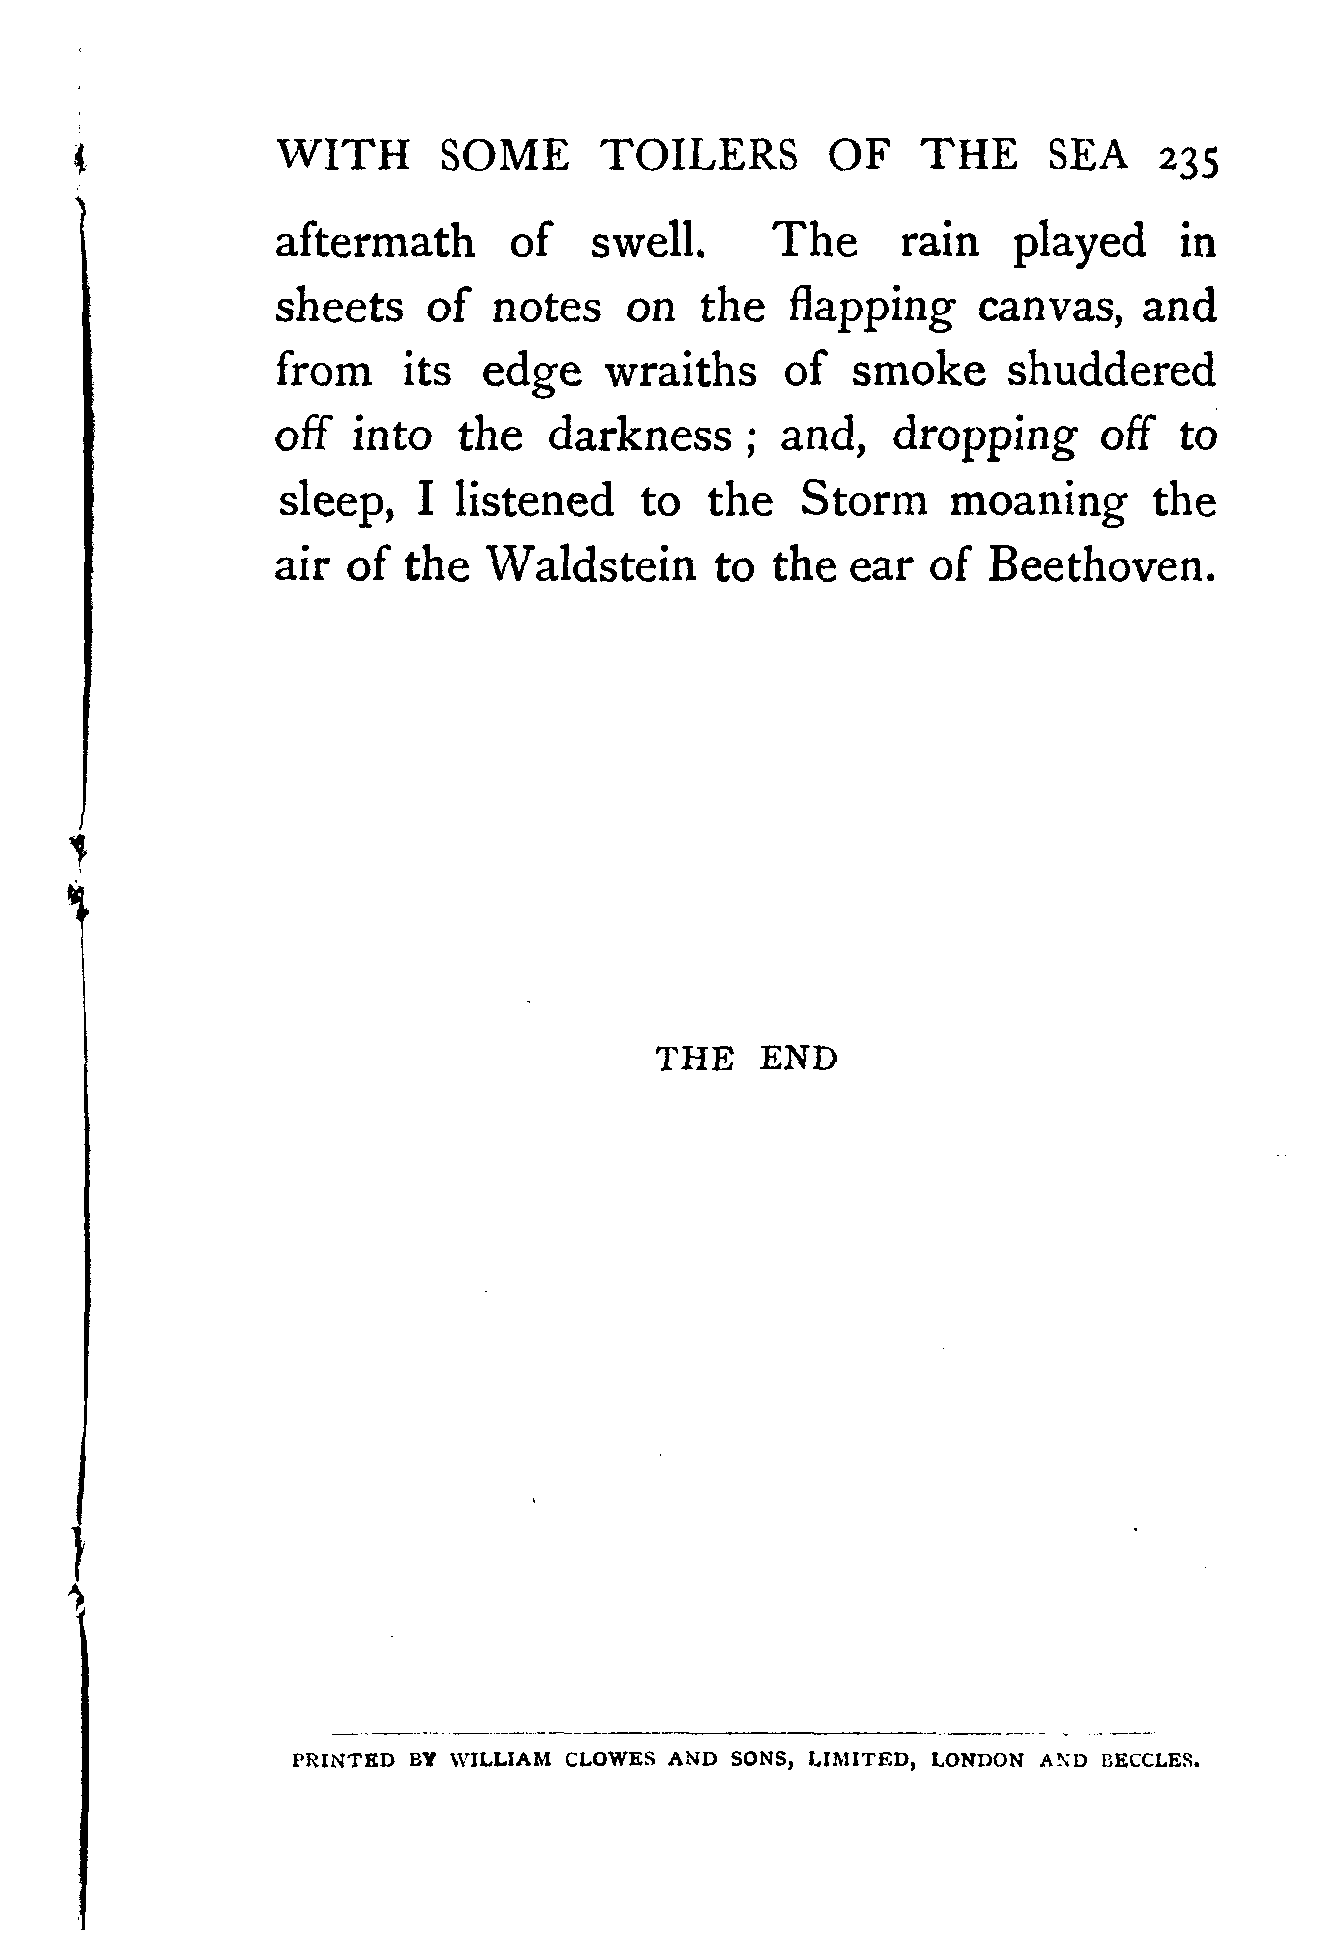 WITH SOME TOILERS OF THE SEA 235
aftermath of swell. The rain played in
sheets of notes on the flapping canvas, and
from its edge wraiths of smoke shuddered
off into the darkness ; and, dropping off to
sleep, I listened to the Storm moaning the
air of the Waldstein to the ear of Beethoven.
THE END
PRINTED BY WILLIAM CLOWES AND SONS, LIMITED, LONDON AND BECCLES.